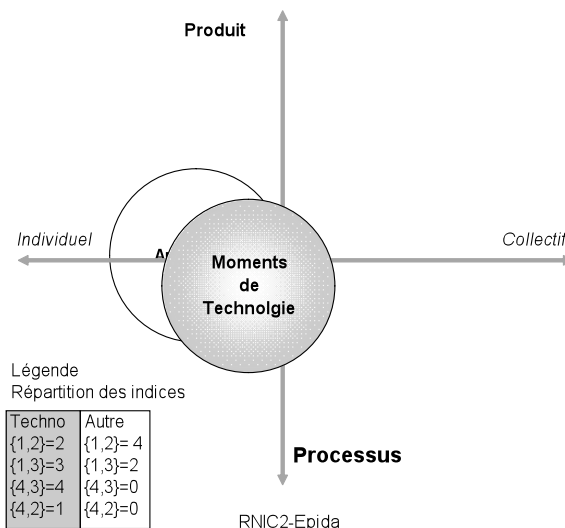 Produit
Individuel
Collectif
Moments
de
Technolgie
Légende
Répartition des indices
Techno Autre
{1,2}=2 {1,2}= 4
{1,3}=3 {1,3}=2
{4,3}=4 {4,3}=0
{4,2}=1 {4,2}=0
Processus
RNIC2-Epida